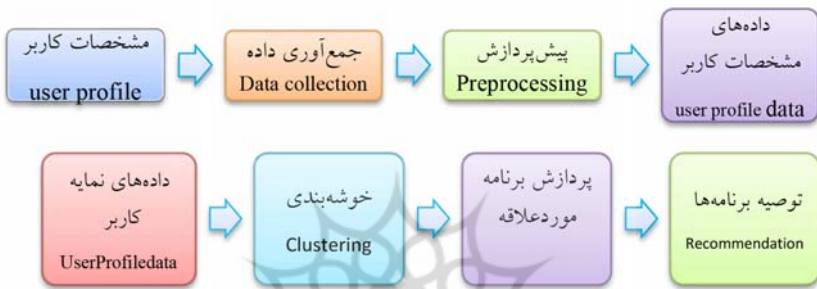 مشخصات کاربر
user profile
جمع‌آوری داده
Data collection
پیش‌پردازش
Preprocessing
داده‌های
مشخصات کاربر
user profile data
داده‌های نمایه
کاربر
UserProfiledata
خوشه‌بندی
Clustering
پردازش برنامه
موردعلاقه
توصیه برنامه‌ها
Recommendation